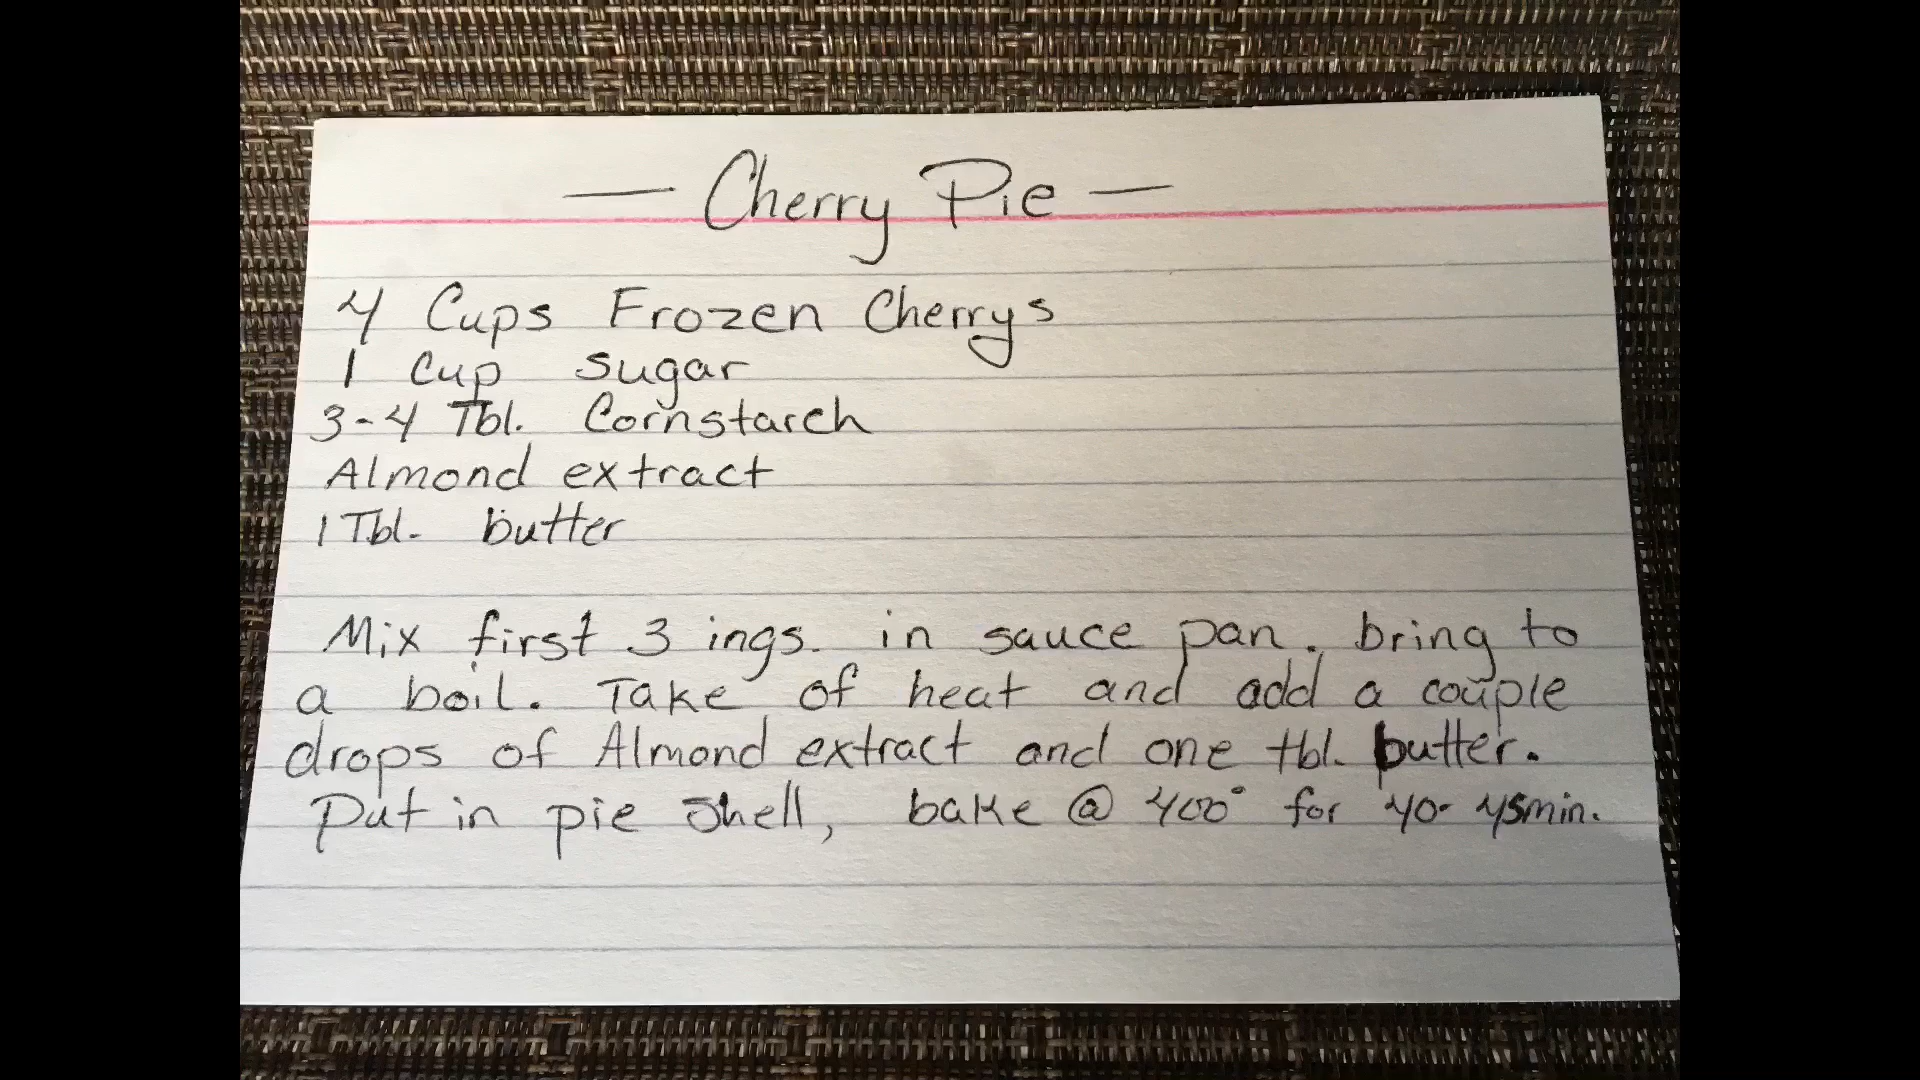 — Cherry Pie —
4 Cups Frozen Cherrys
1 Cup sugar
3-4 Tbl. Cornstarch
Almond extract
1 Tbl. butter
Mix first 3 ings. in sauce pan. bring to
a boil. Take of heat and add a couple
drops of Almond extract and one tbl. butter.
Put in pie shell, bake @ 400° for 40-45min.